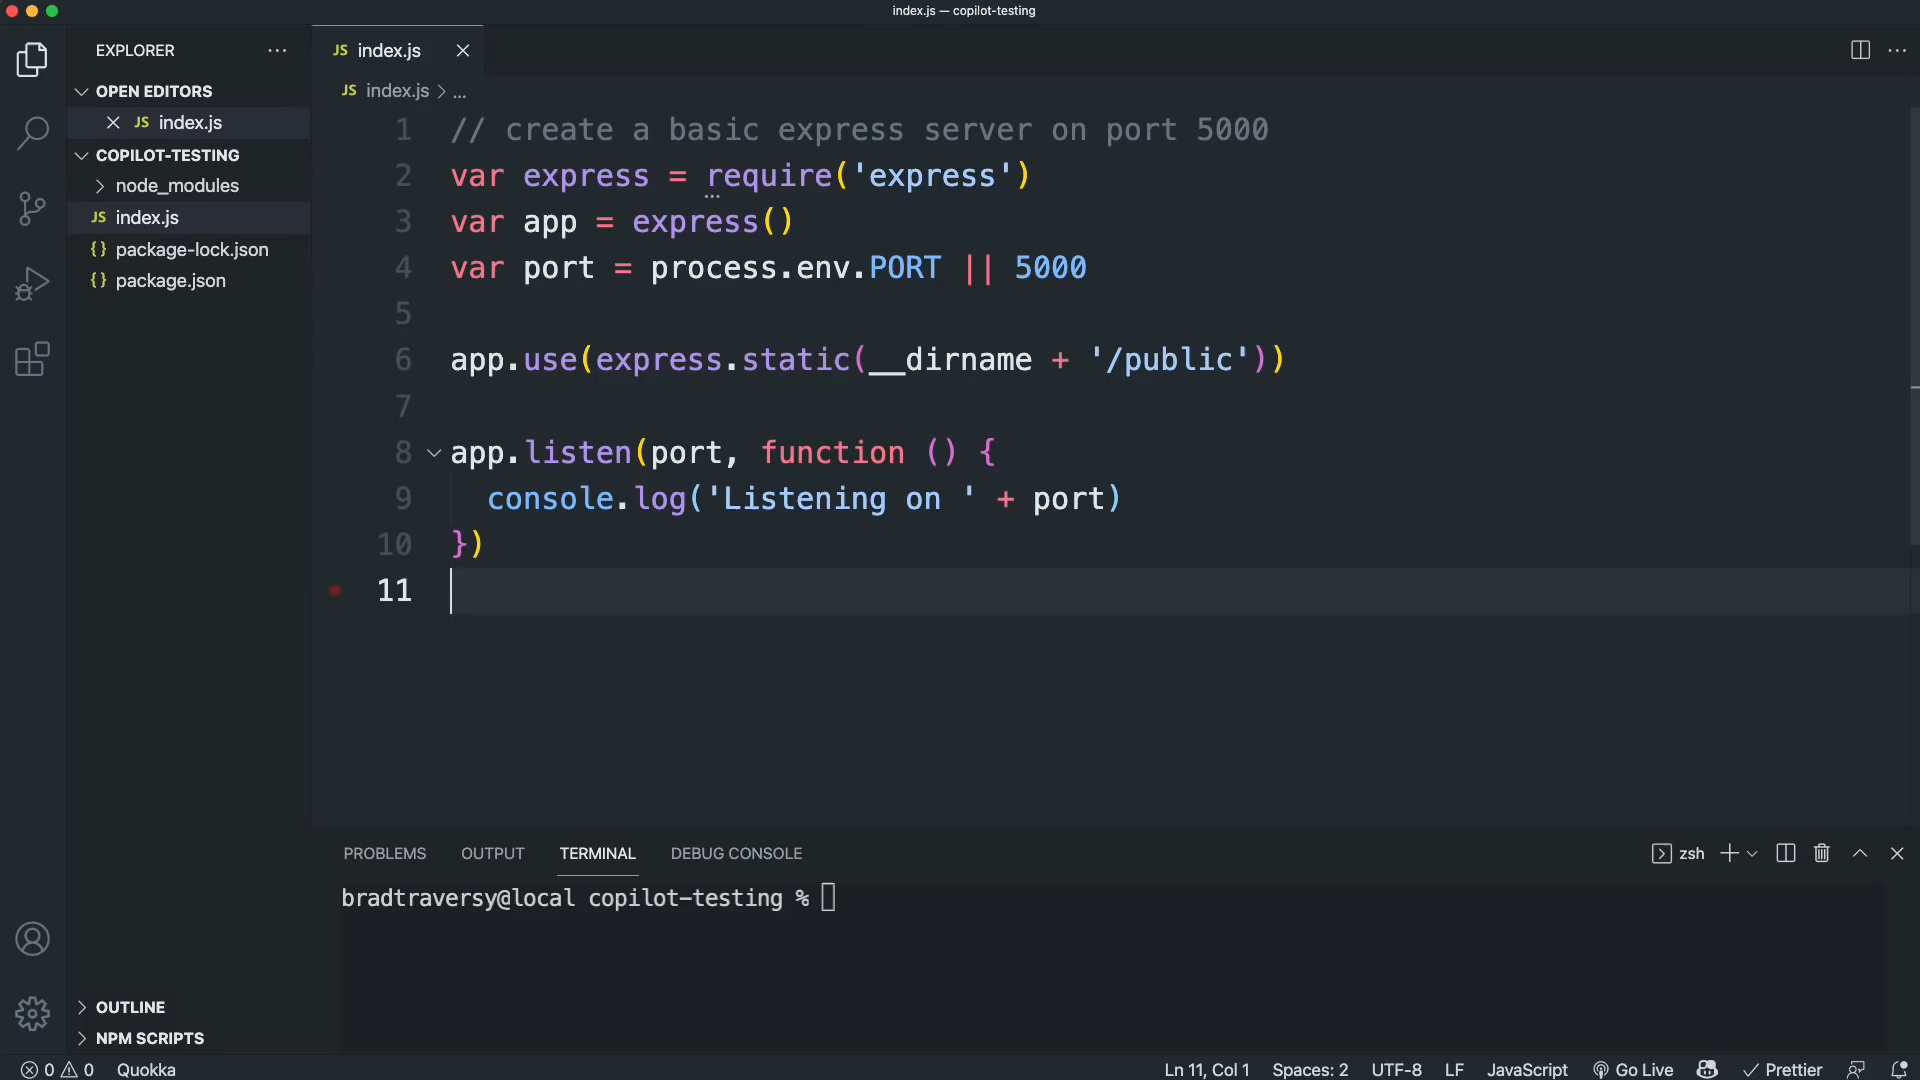 index.js — copilot-testing
EXPLORER
JS index.js
OPEN EDITORS
JS index.js
COPILOT-TESTING
node_modules
JS index.js
{} package-lock.json
{} package.json
OUTLINE
NPM SCRIPTS
JS index.js > ...
1 // create a basic express server on port 5000
2 var express = require('express')
3 var app = express()
4 var port = process.env.PORT || 5000
5
6 app.use(express.static(__dirname + '/public'))
7
8 app.listen(port, function () {
9 console.log('Listening on ' + port)
10 })
11
PROBLEMS OUTPUT TERMINAL DEBUG CONSOLE zsh
bradtraversy@local copilot-testing %
0 0 Quokka Ln 11, Col 1 Spaces: 2 UTF-8 LF JavaScript Go Live Prettier